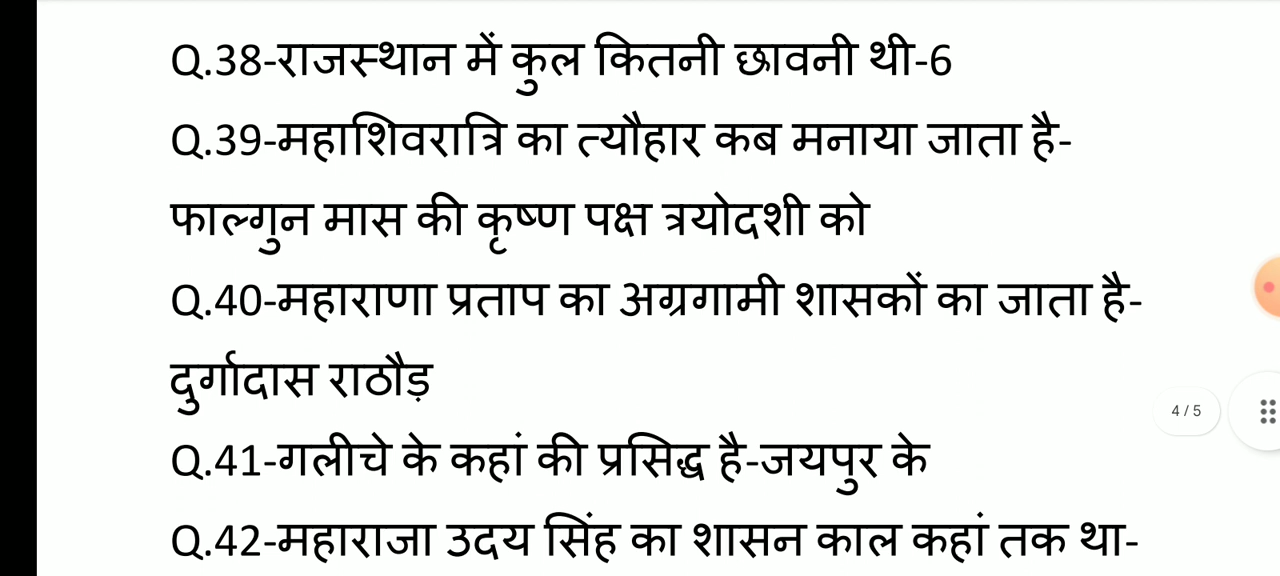 Q.38-राजस्थान में कुल कितनी छावनी थी-6
Q.39-महाशिवरात्रि का त्यौहार कब मनाया जाता है-
फाल्गुन मास की कृष्ण पक्ष त्रयोदशी को
Q.40-महाराणा प्रताप का अग्रगामी शासकों का जाता है-
दुर्गादास राठौड़
4 / 5
Q.41-गलीचे के कहां की प्रसिद्ध है-जयपुर के
Q.42-महाराजा उदय सिंह का शासन काल कहां तक था-